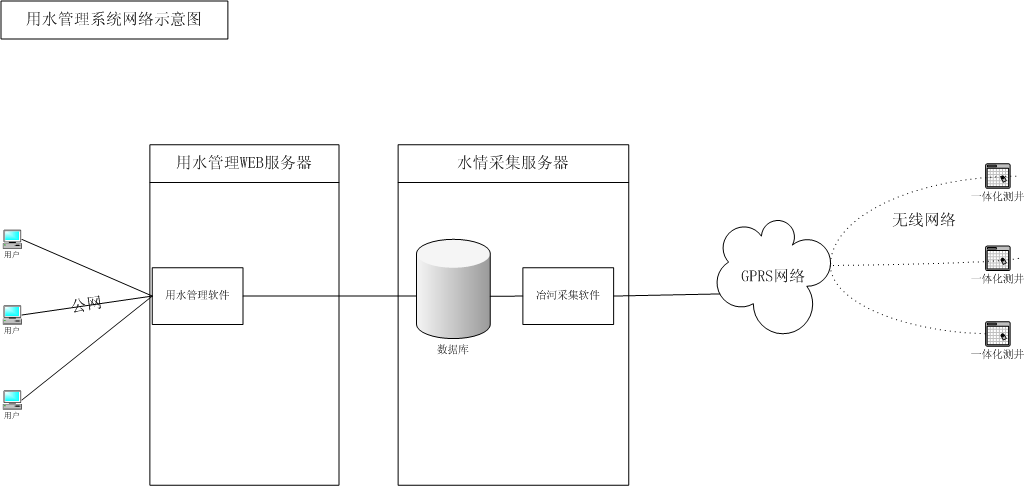 用水管理系统网络示意图
用水管理WEB服务器
水情采集服务器
一体化测井
无线网络
用户
一体化测井
GPRS网络
用水管理软件
冶河采集软件
公网
用户
数据库
一体化测井
用户